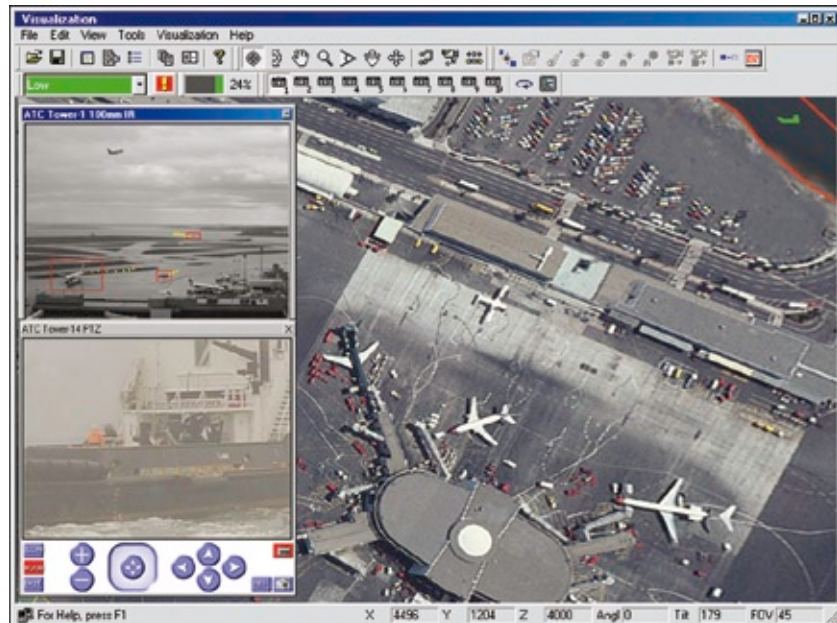 Visualization
File Edit View Tools Visualization Help
Low 24%
ATC Tower-1 100mm IR
ATC Tower-14 PTZ X
For Help, press F1 X 4496 Y 1204 Z 4000 Angl 0 Tilt 179 FOV 45